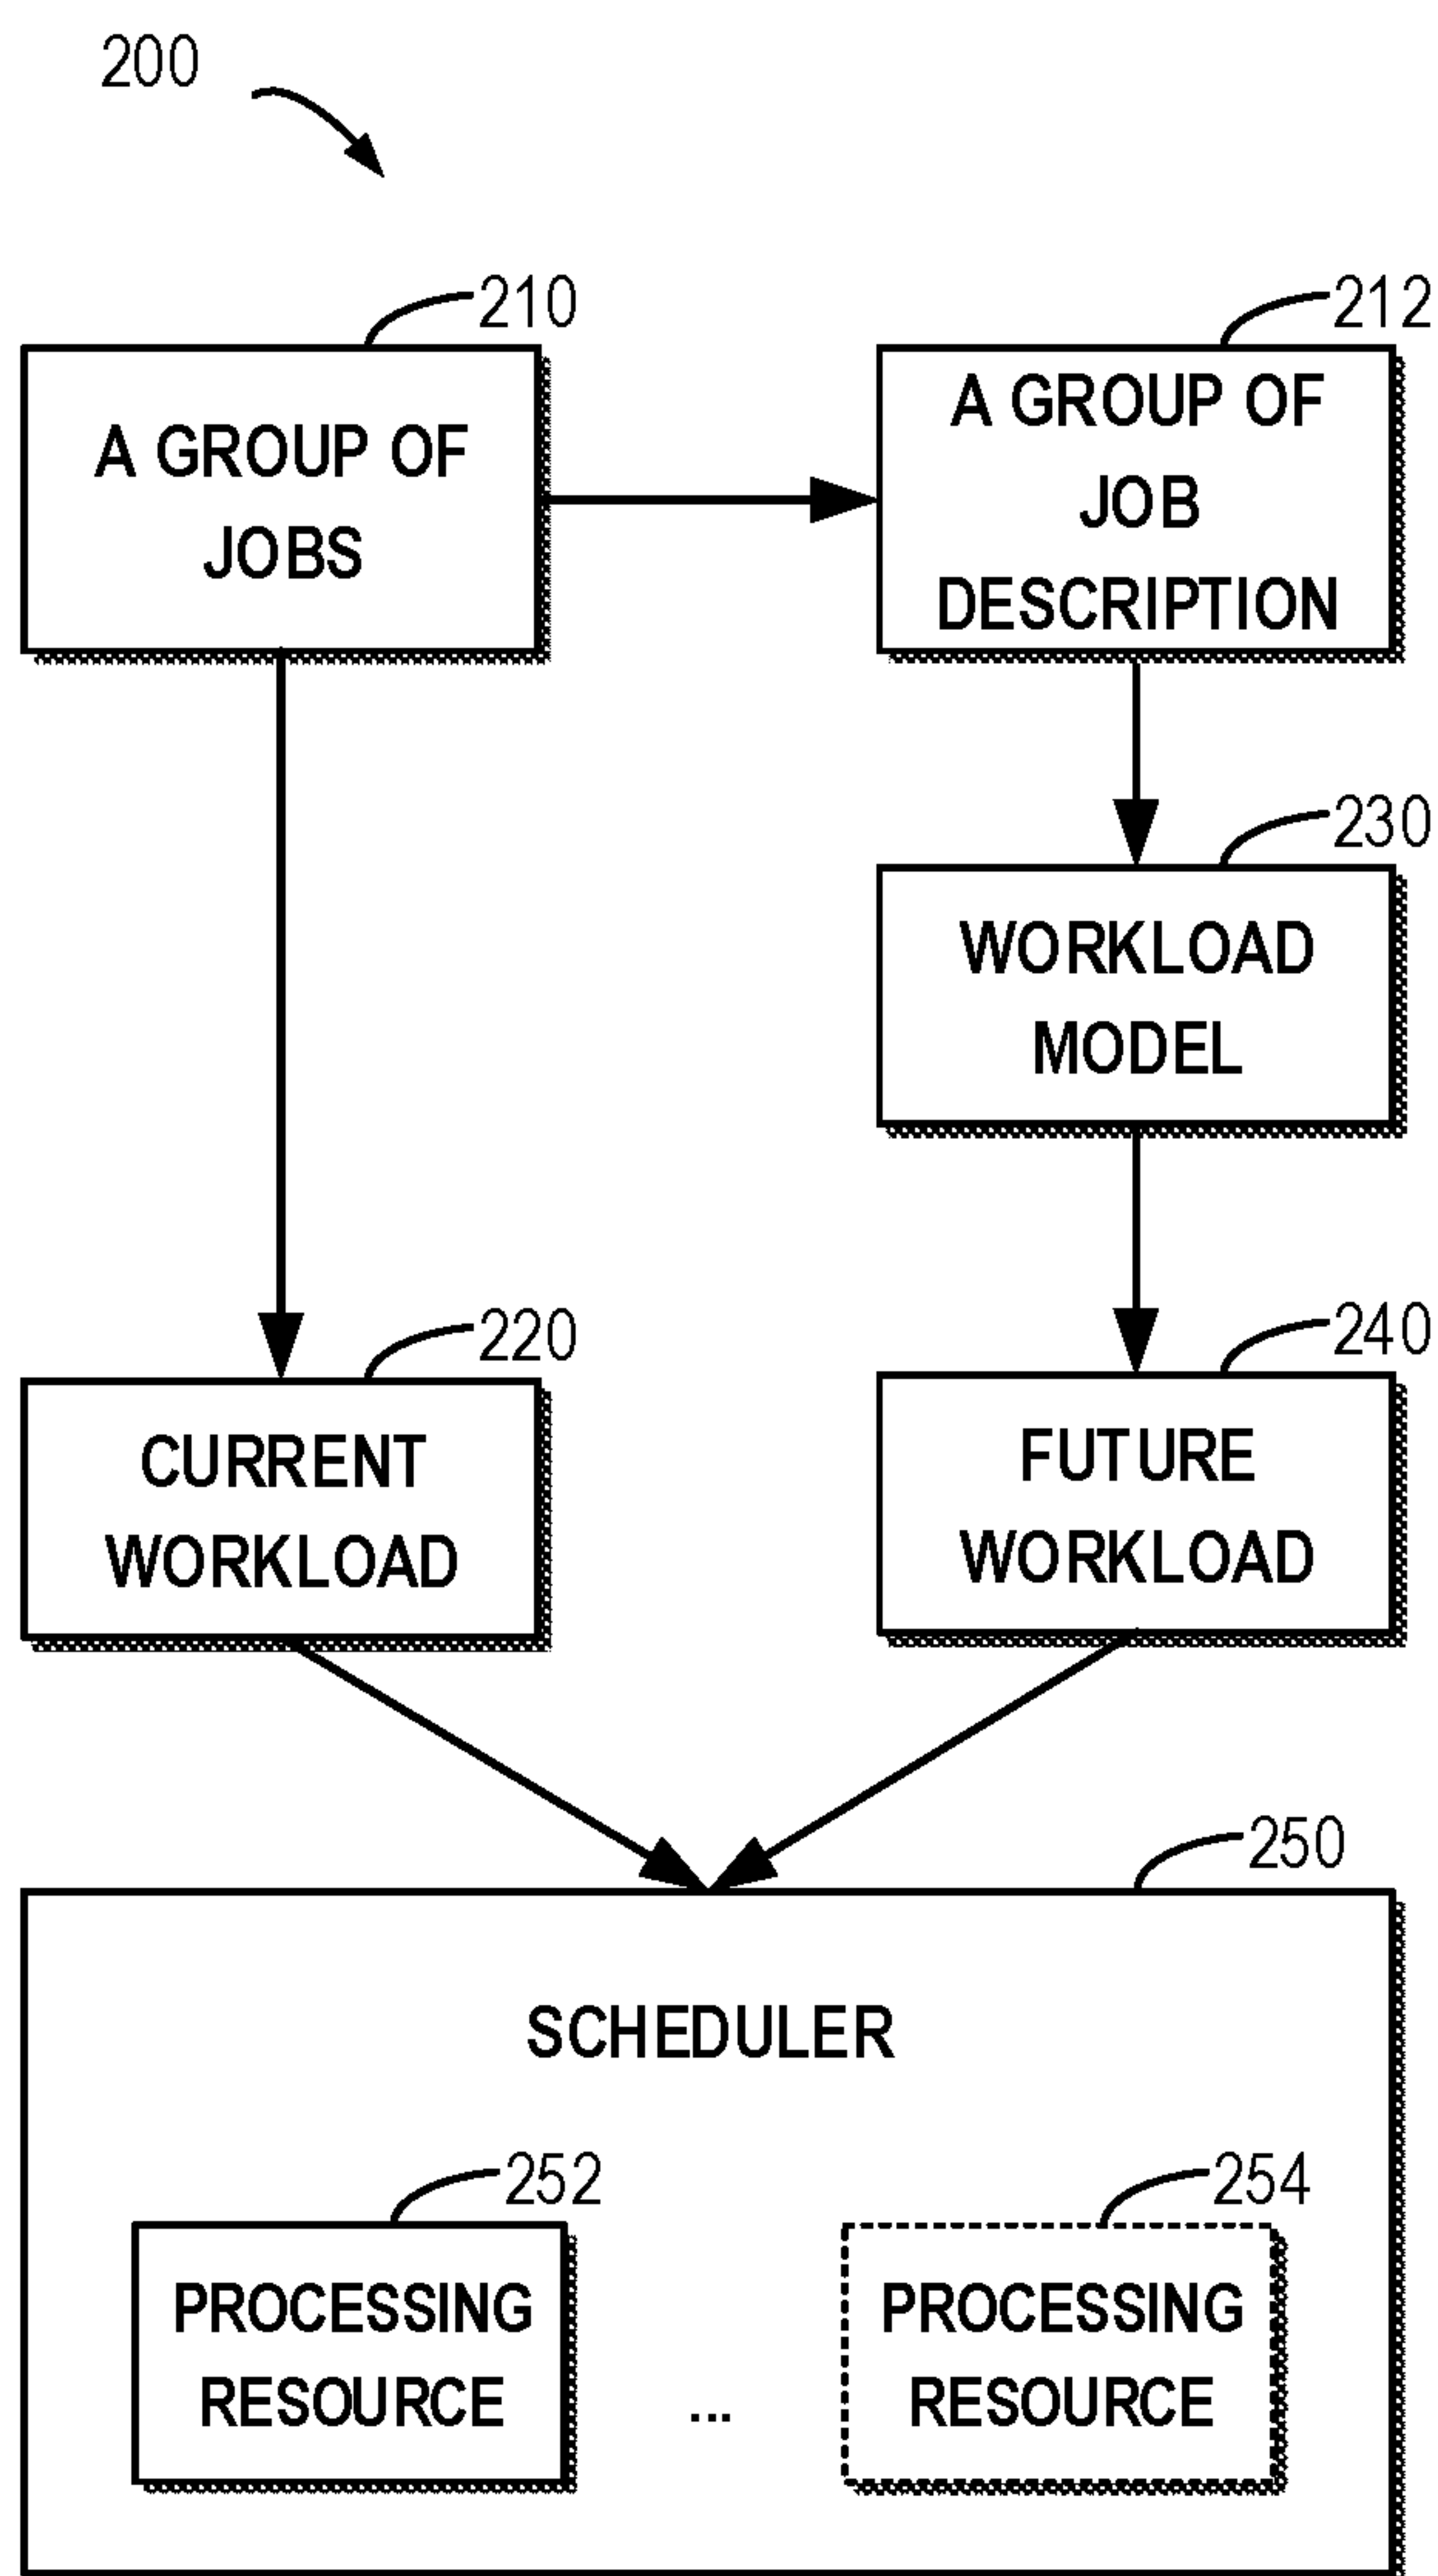 200
210
212
A GROUP OF
JOBS
A GROUP OF
JOB
DESCRIPTION
230
WORKLOAD
MODEL
220
240
CURRENT
WORKLOAD
FUTURE
WORKLOAD
250
SCHEDULER
252
254
PROCESSING
RESOURCE
...
PROCESSING
RESOURCE